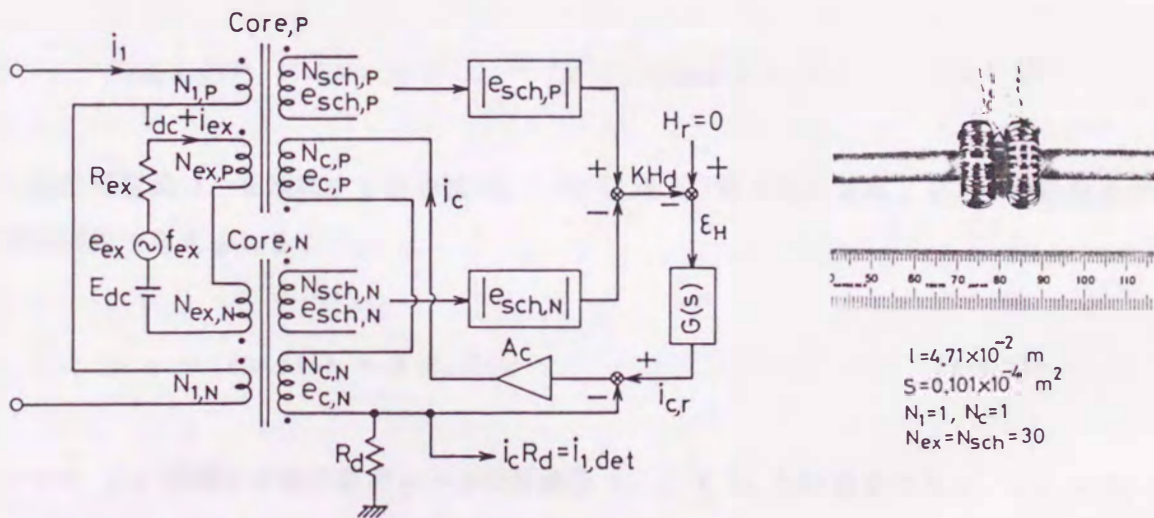 Core,P
i₁
N₁,P
dc+iex
Nex,P
Rex
eex
fex
Edc
Nex,N
N₁,N
Core,N
Nsch,P
esch,P
Nc,P
ec,P
ic
Nsch,N
esch,N
Nc,N
ec,N
|esch,P|
|esch,N|
Hr=0
+
+
KHd
−
−
εH
G(s)
Ac
+
−
ic,r
Rd
icRd=i₁,det
50 60 70 80 90 100 110
l=4,71×10⁻² m
S=0,101×10⁻⁴ m²
N₁=1, Nc=1
Nex=Nsch=30